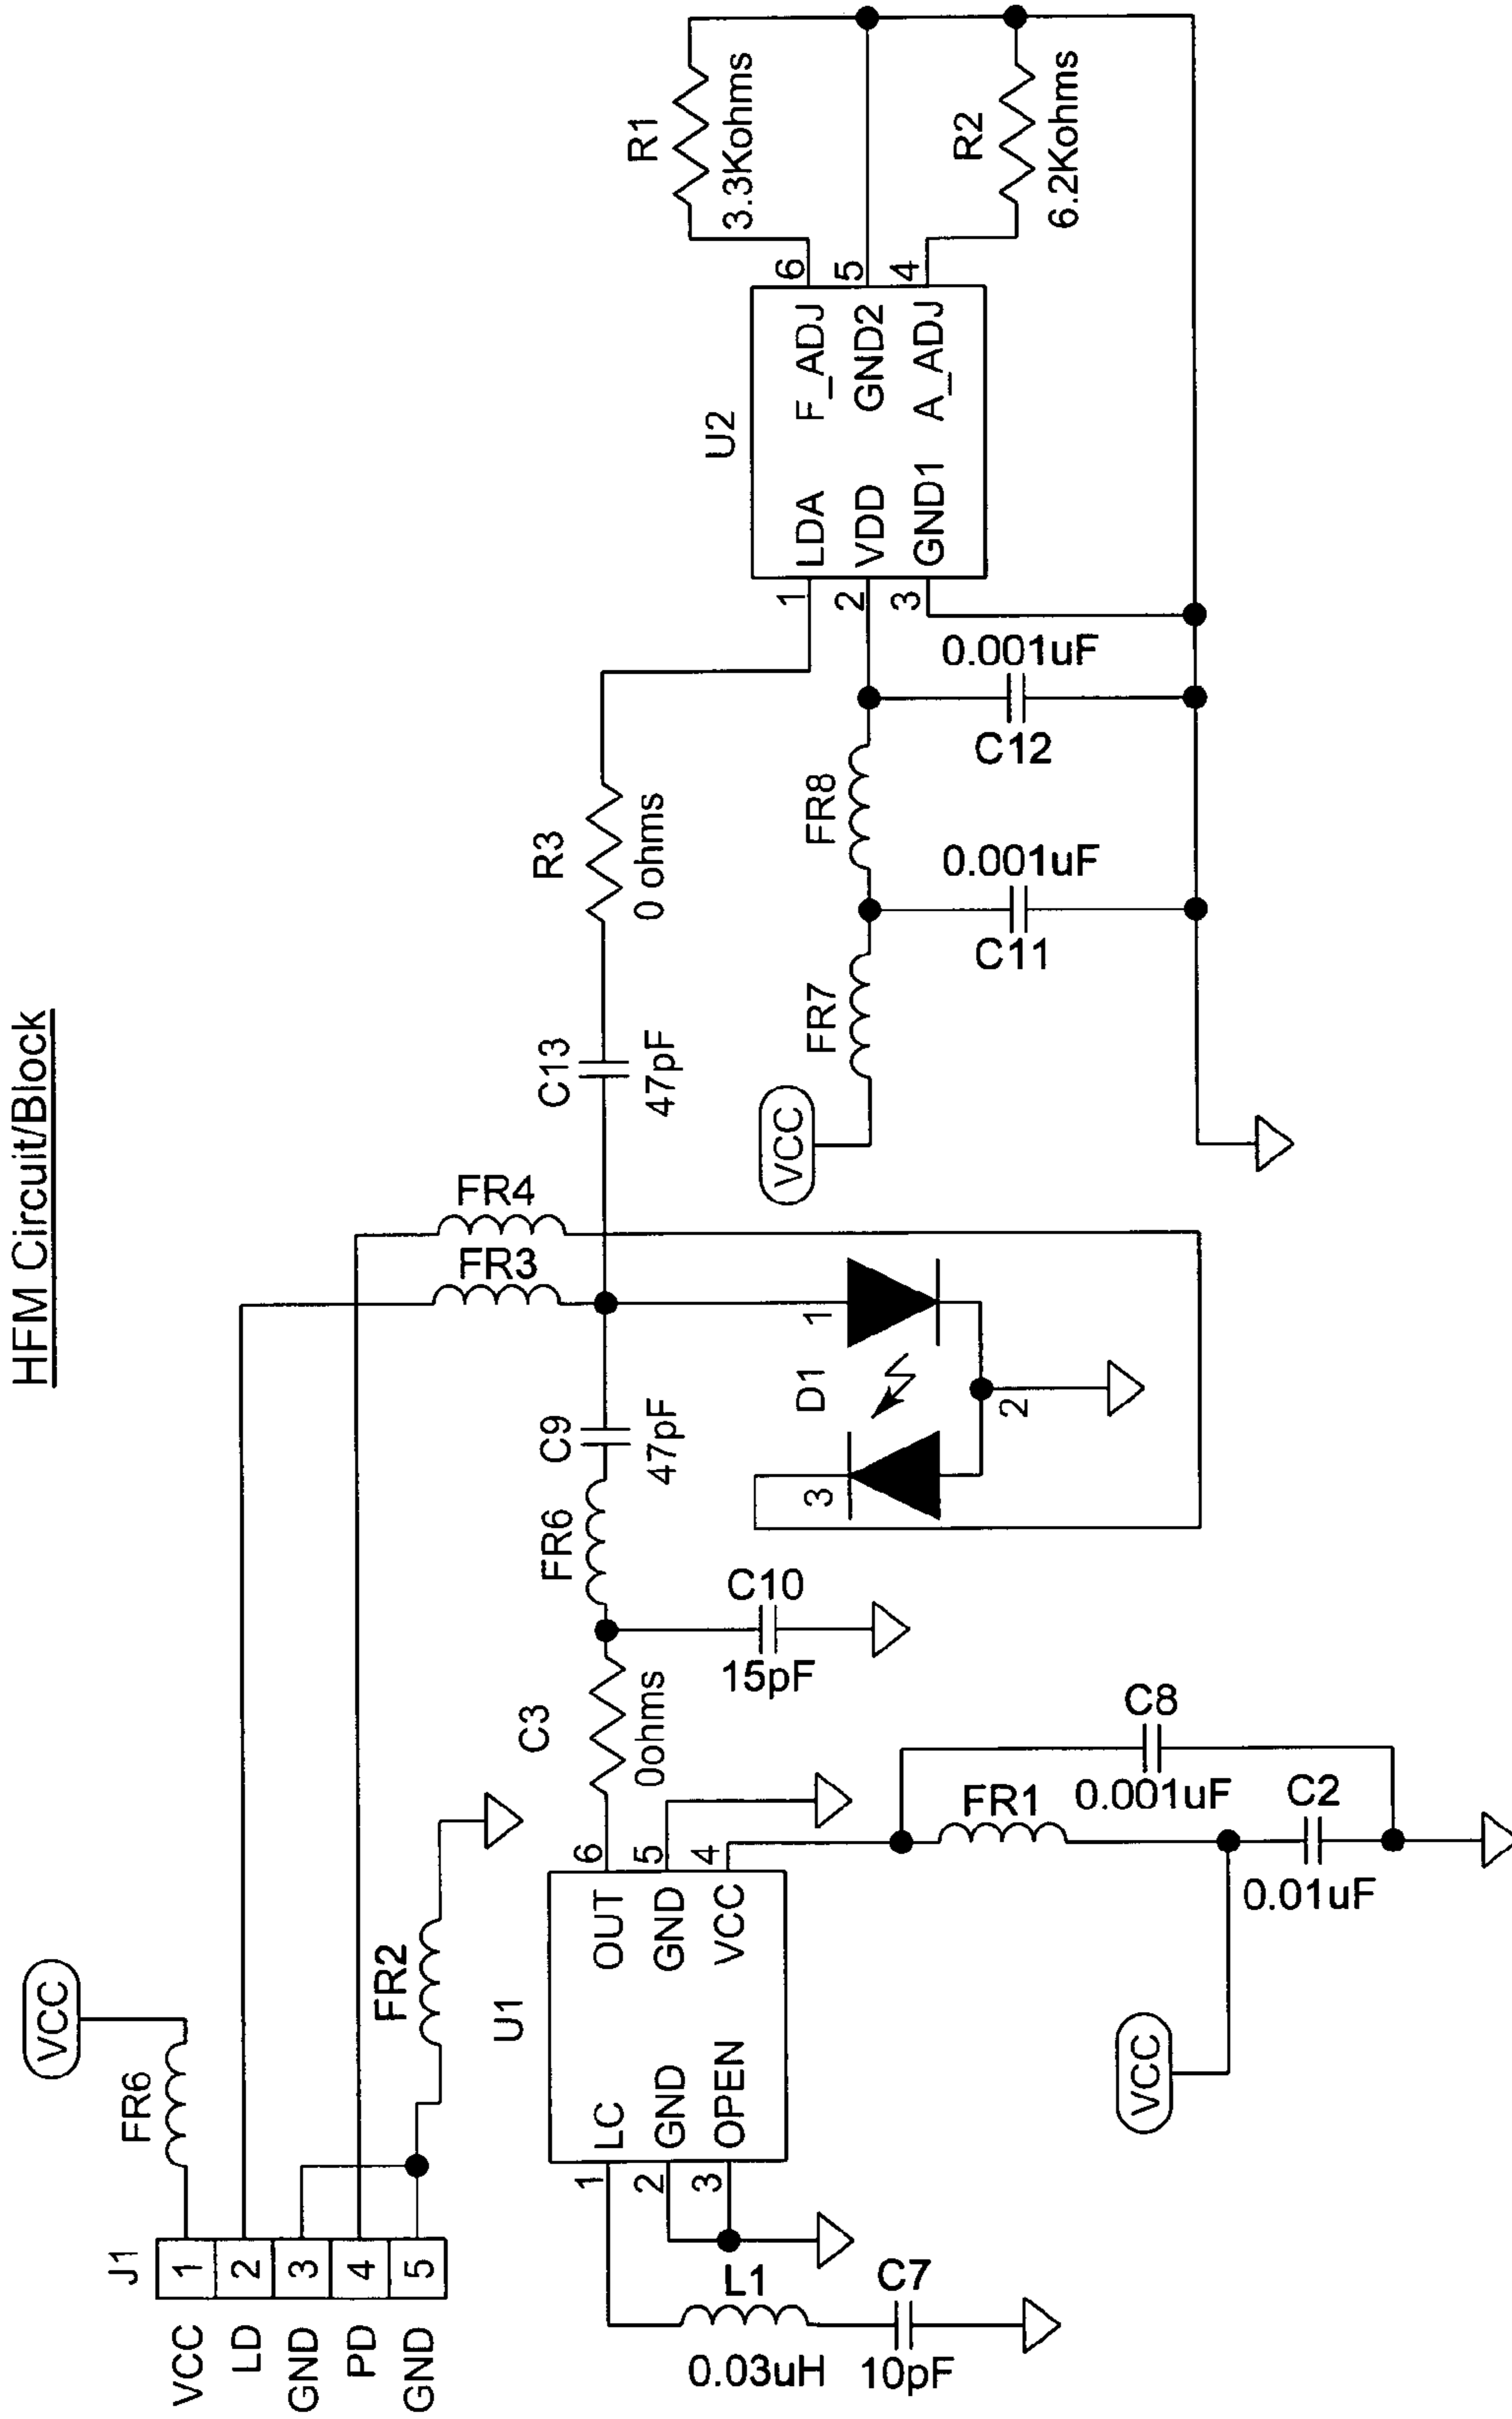 HFM Circuit/Block
J1
VCC 1
LD 2
GND 3
PD 4
GND 5
FR6
VCC
FR2
FR3
FR4
U1
1 LC
2 GND
3 OPEN
OUT 6
GND 5
VCC 4
L1
0.03uH
C7
10pF
C3
0ohms
C10
15pF
FR6
C9
47pF
C13
47pF
R3
0 ohms
D1
1
2
3
FR1
C8
0.001uF
C2
0.01uF
VCC
VCC
FR7
FR8
C11
0.001uF
C12
0.001uF
U2
1 LDA
2 VDD
3 GND1
F_ADJ 6
GND2 5
A_ADJ 4
R1
3.3Kohms
R2
6.2Kohms